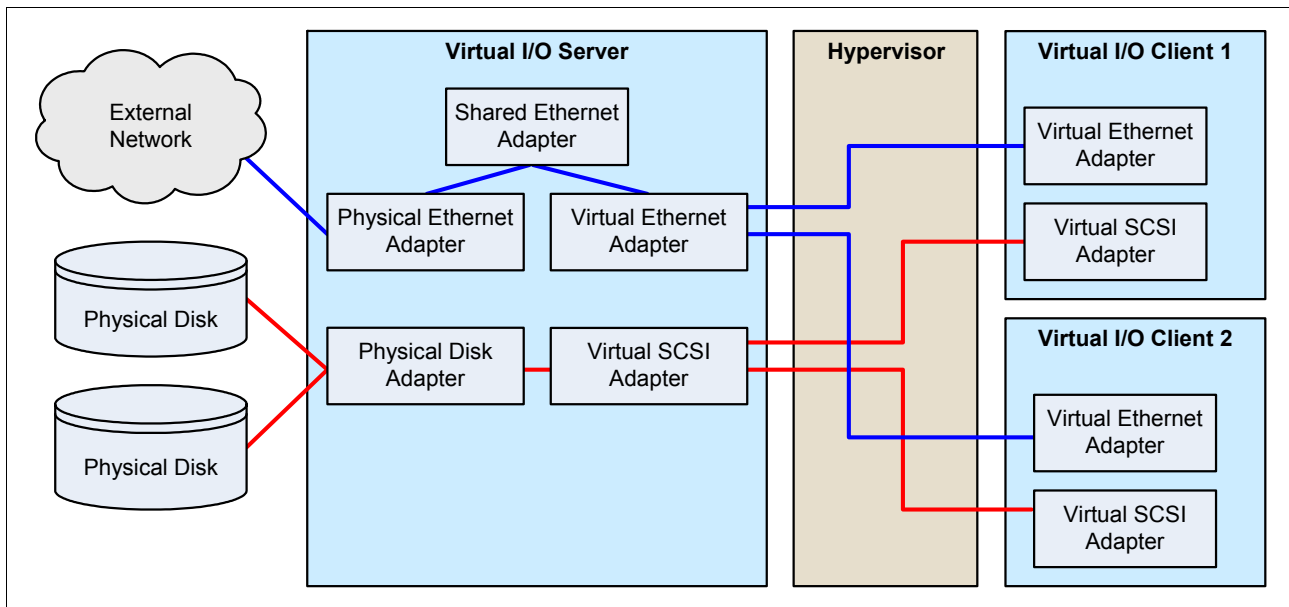 Virtual I/O Server
Hypervisor
Virtual I/O Client 1
External
Network
Shared Ethernet
Adapter
Physical Ethernet
Adapter
Virtual Ethernet
Adapter
Virtual Ethernet
Adapter
Virtual SCSI
Adapter
Physical Disk
Physical Disk
Adapter
Virtual SCSI
Adapter
Physical Disk
Virtual I/O Client 2
Virtual Ethernet
Adapter
Virtual SCSI
Adapter